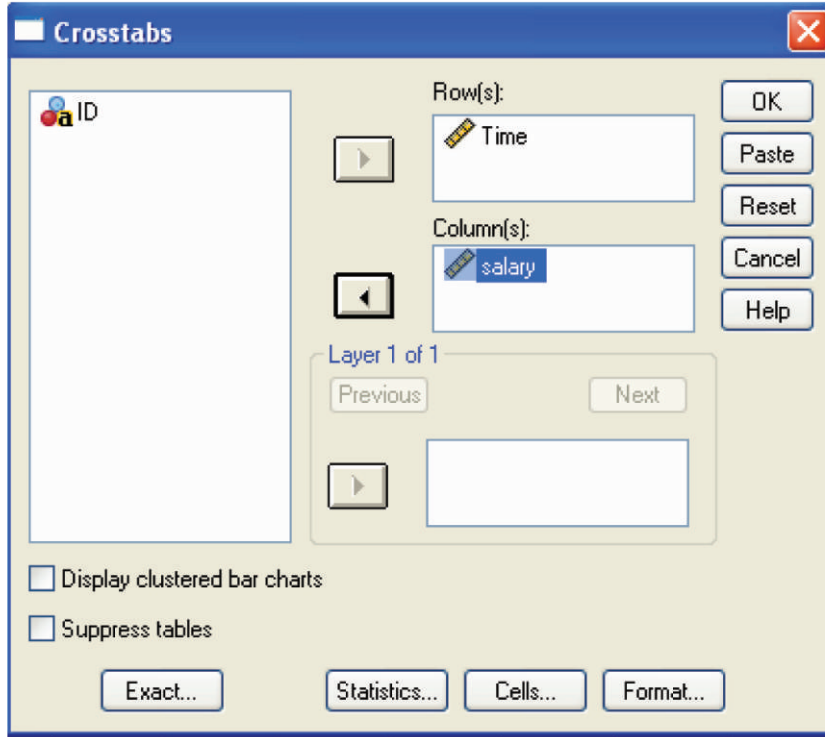 Crosstabs
a ID
Row(s):
Time
Column(s):
salary
OK
Paste
Reset
Cancel
Help
Layer 1 of 1
Previous
Next
Display clustered bar charts
Suppress tables
Exact...
Statistics...
Cells...
Format...